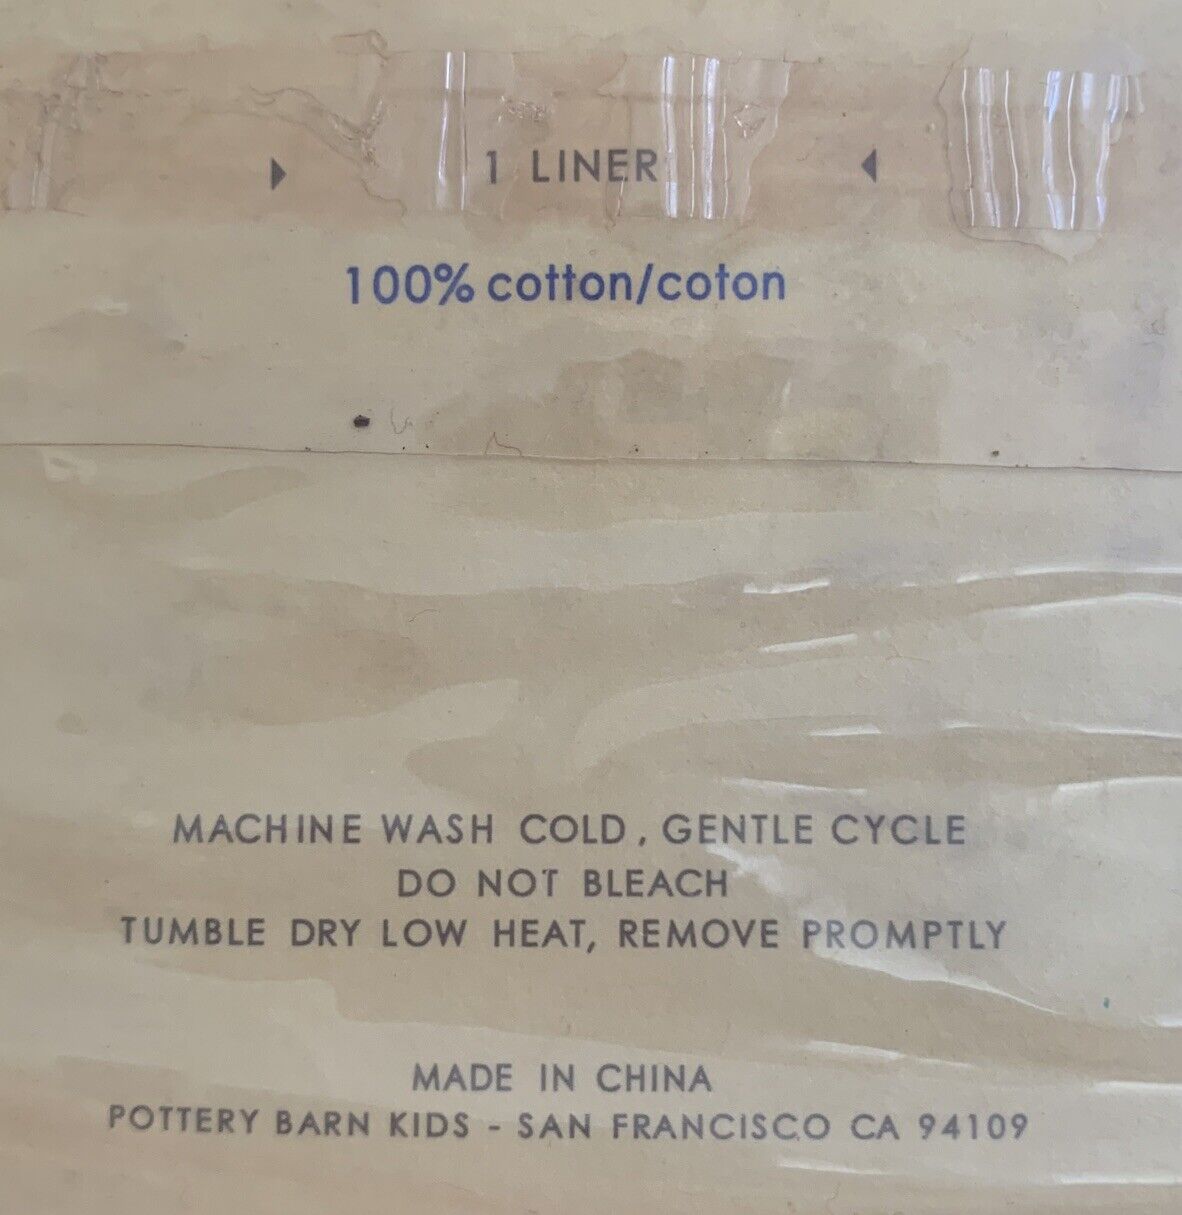 1 LINER
100% cotton/coton
MACHINE WASH COLD, GENTLE CYCLE
DO NOT BLEACH
TUMBLE DRY LOW HEAT, REMOVE PROMPTLY
MADE IN CHINA
POTTERY BARN KIDS - SAN FRANCISCO CA 94109